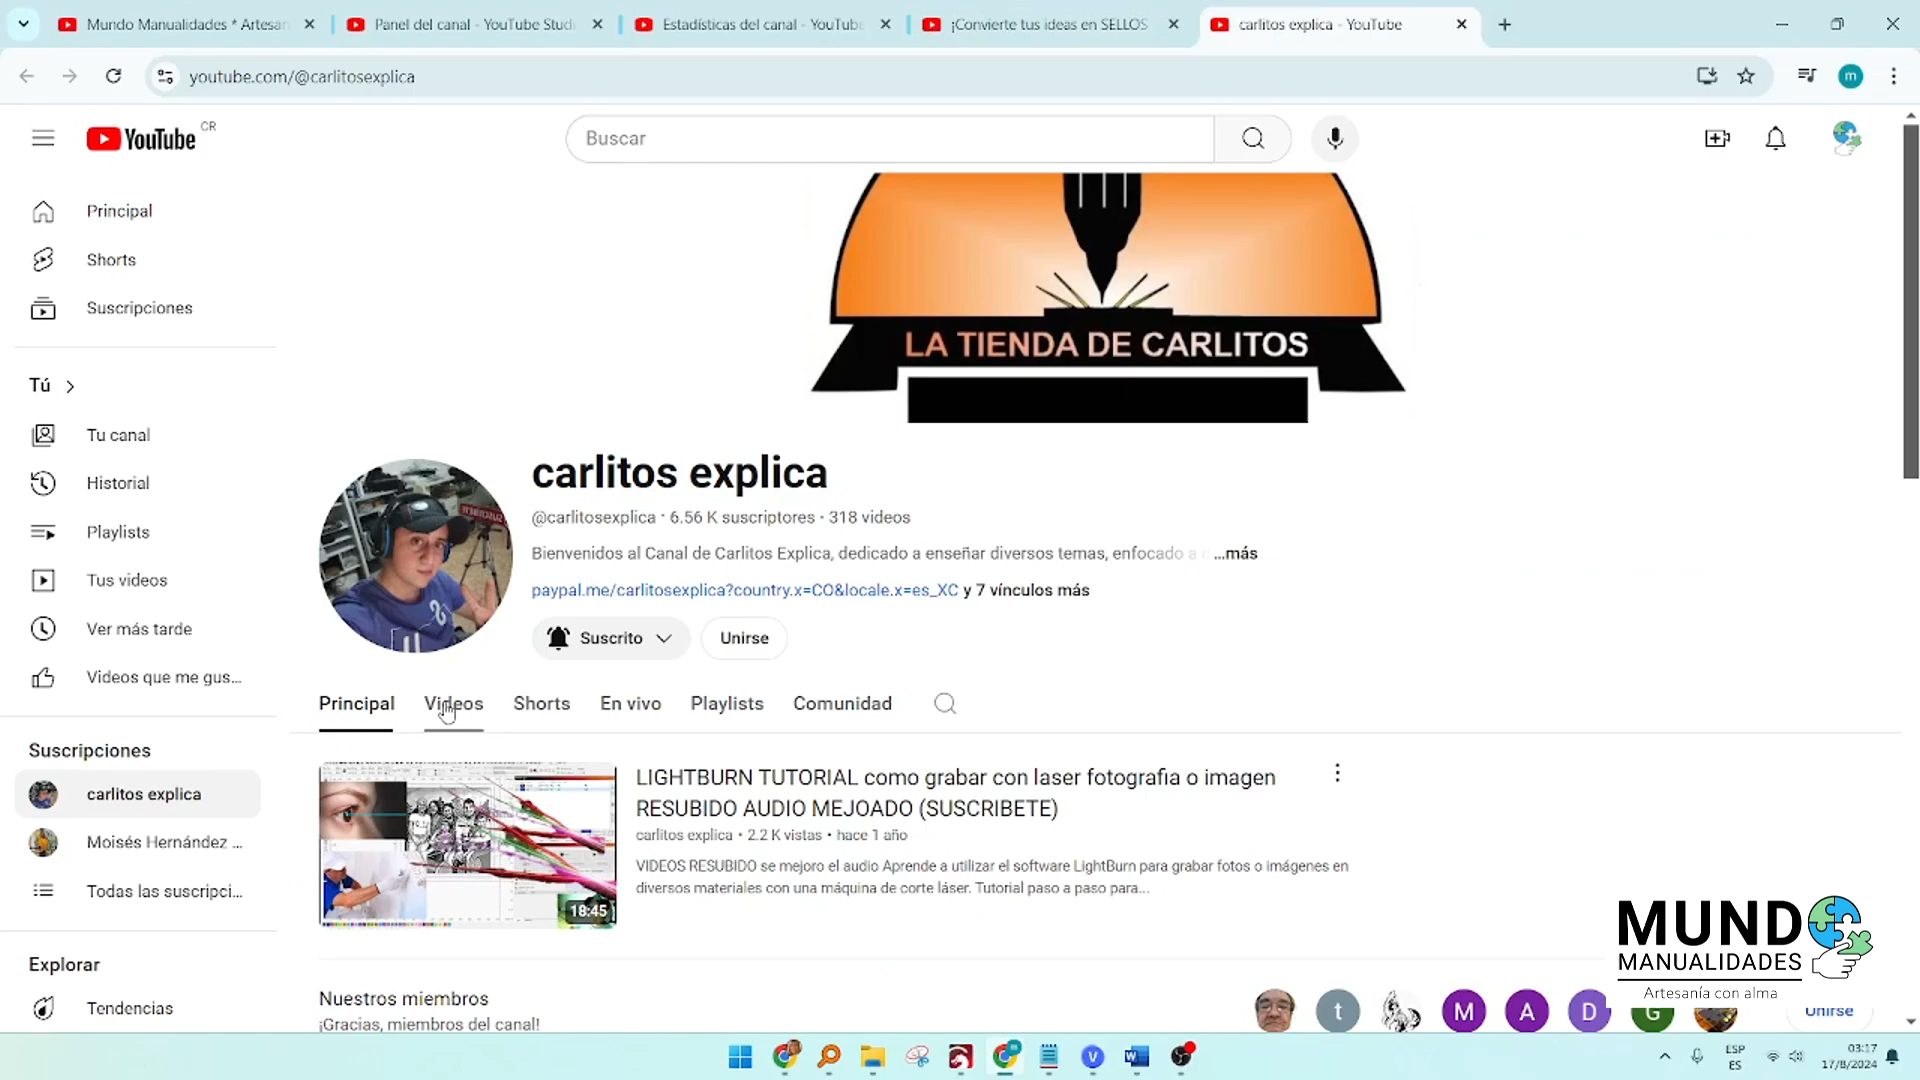 Mundo Manualidades * Artesan
Panel del canal - YouTube Stud
Estadísticas del canal - YouTube
¡Convierte tus ideas en SELLOS
carlitos explica - YouTube
youtube.com/@carlitosexplica
m
YouTube CR
Buscar
Principal
Shorts
Suscripciones
Tú
Tu canal
Historial
Playlists
Tus videos
Ver más tarde
Videos que me gus...
Suscripciones
carlitos explica
Moisés Hernández ...
Todas las suscripci...
Explorar
Tendencias
LA TIENDA DE CARLITOS
carlitos explica
@carlitosexplica · 6.56 K suscriptores · 318 videos
Bienvenidos al Canal de Carlitos Explica, dedicado a enseñar diversos temas, enfocado a ...más
paypal.me/carlitosexplica?country.x=CO&locale.x=es_XC y 7 vínculos más
Suscrito
Unirse
Principal
Videos
Shorts
En vivo
Playlists
Comunidad
18:45
LIGHTBURN TUTORIAL como grabar con laser fotografia o imagen
RESUBIDO AUDIO MEJOADO (SUSCRIBETE)
carlitos explica • 2.2 K vistas • hace 1 año
VIDEOS RESUBIDO se mejoro el audio Aprende a utilizar el software LightBurn para grabar fotos o imágenes en
diversos materiales con una máquina de corte láser. Tutorial paso a paso para...
Nuestros miembros
¡Gracias, miembros del canal!
t
M
A
D
G
Unirse
MUNDO
MANUALIDADES
Artesanía con alma
ESP
ES
03:17
17/8/2024